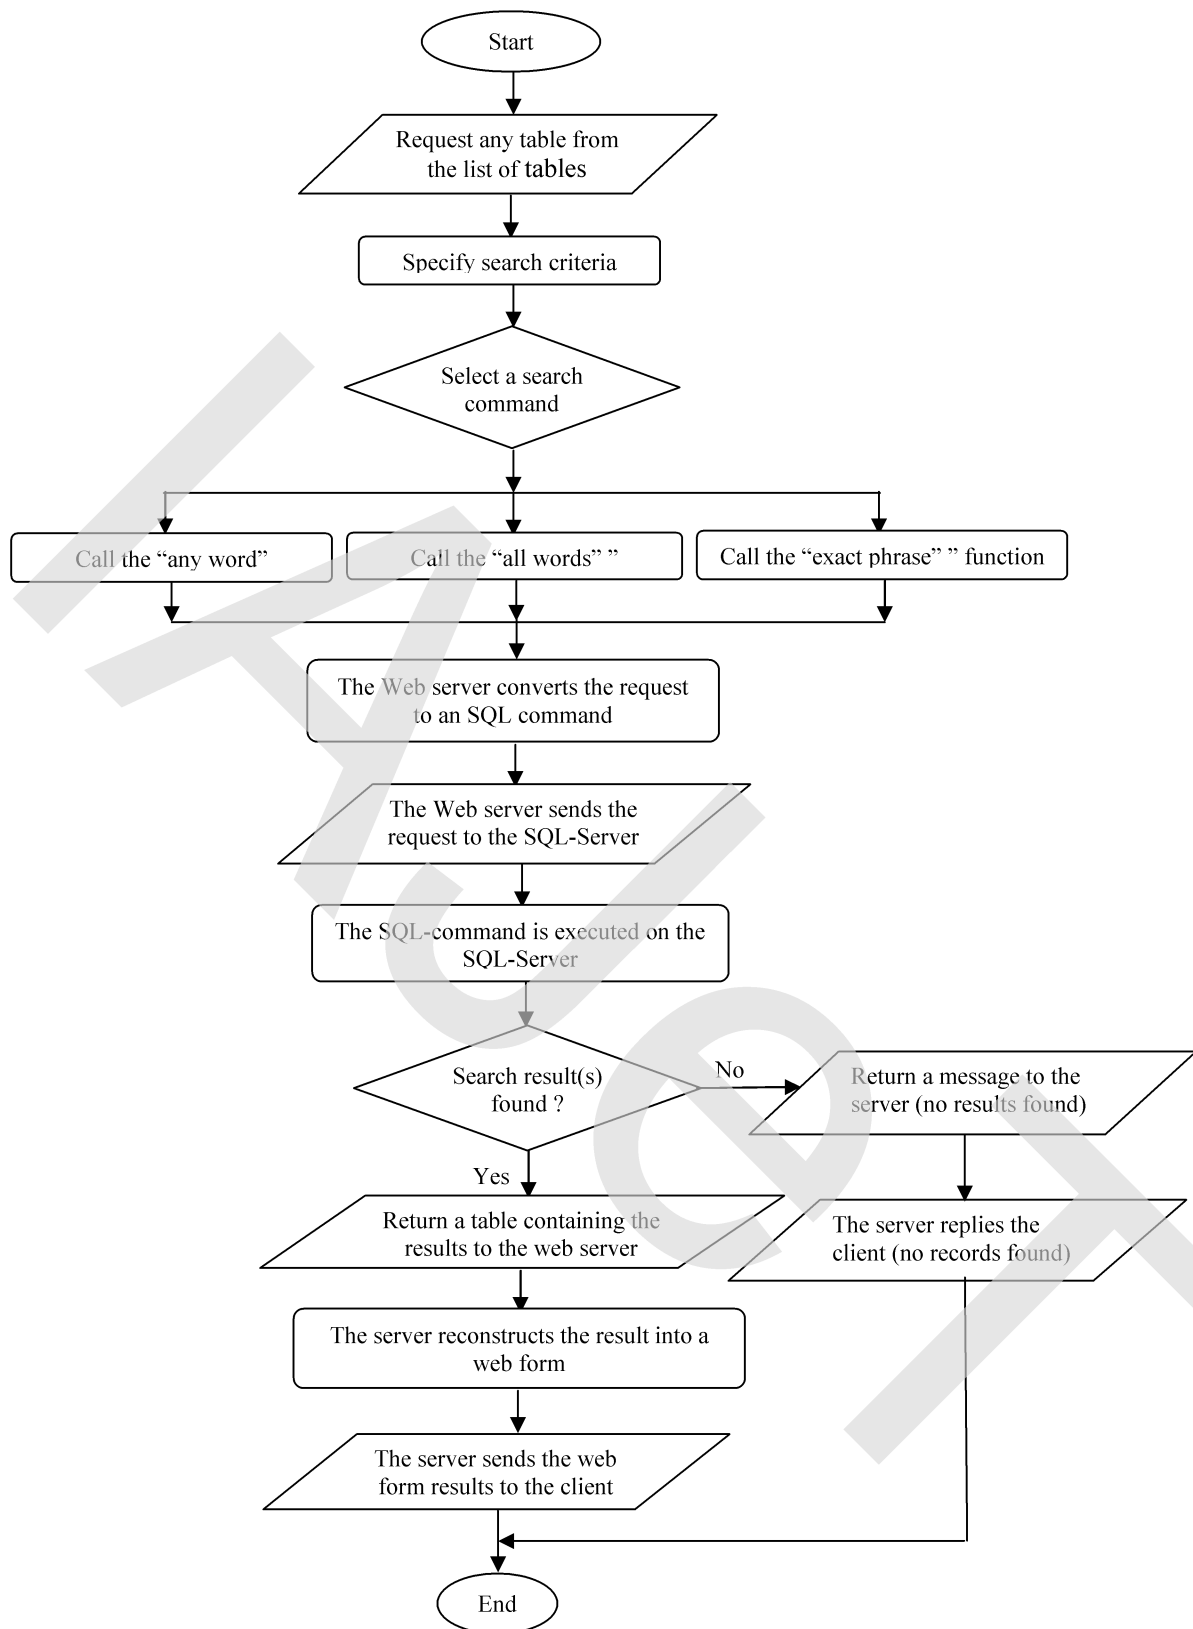 Start
Request any table from
the list of tables
Specify search criteria
Select a search
command
Call the “any word”
Call the “all words” ”
Call the “exact phrase” ” function
The Web server converts the request
to an SQL command
The Web server sends the
request to the SQL-Server
The SQL-command is executed on the
SQL-Server
Search result(s)
found ?
No
Return a message to the
server (no results found)
Yes
Return a table containing the
results to the web server
The server replies the
client (no records found)
The server reconstructs the result into a
web form
The server sends the web
form results to the client
End
IAJeT